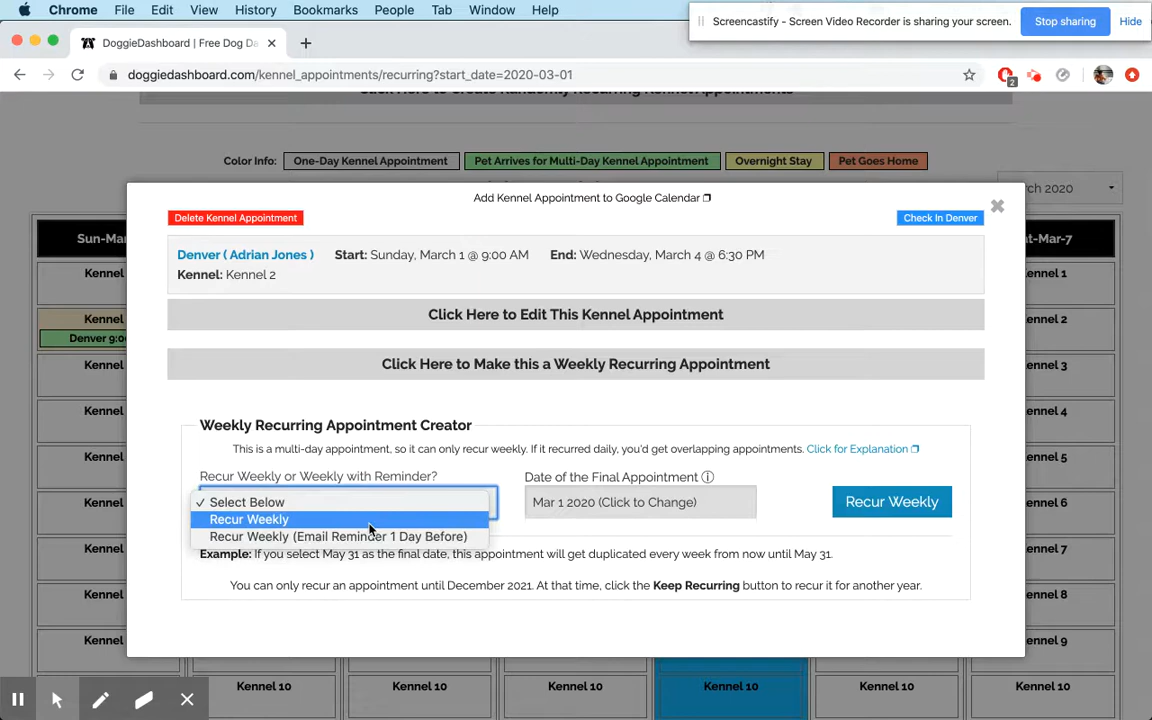 Chrome File Edit View History Bookmarks People Tab Window Help
Screencastify - Screen Video Recorder is sharing your screen. Stop sharing Hide
DoggieDashboard | Free Dog Da
doggiedashboard.com/kennel_appointments/recurring?start_date=2020-03-01
2
Click Here to Create Randomly Recurring Kennel Appointments
Color Info: One-Day Kennel Appointment Pet Arrives for Multi-Day Kennel Appointment Overnight Stay Pet Goes Home
rch 2020
Add Kennel Appointment to Google Calendar
Delete Kennel Appointment Check In Denver
Sun-Mar
at-Mar-7
Denver ( Adrian Jones ) Start: Sunday, March 1 @ 9:00 AM End: Wednesday, March 4 @ 6:30 PM
Kennel: Kennel 2
Kennel
ennel 1
Click Here to Edit This Kennel Appointment
Kennel
ennel 2
Denver 9:0
Click Here to Make this a Weekly Recurring Appointment
Kennel
ennel 3
Kennel
ennel 4
Weekly Recurring Appointment Creator
This is a multi-day appointment, so it can only recur weekly. If it recurred daily, you'd get overlapping appointments. Click for Explanation
Kennel
ennel 5
Recur Weekly or Weekly with Reminder? Date of the Final Appointment
✓ Select Below
Mar 1 2020 (Click to Change)
Recur Weekly
Kennel
ennel 6
Recur Weekly
Recur Weekly (Email Reminder 1 Day Before)
Kennel
ennel 7
Example: If you select May 31 as the final date, this appointment will get duplicated every week from now until May 31.
You can only recur an appointment until December 2021. At that time, click the Keep Recurring button to recur it for another year.
Kennel
ennel 8
Kennel
ennel 9
Kennel 10 Kennel 10 Kennel 10 Kennel 10 Kennel 10 Kennel 10